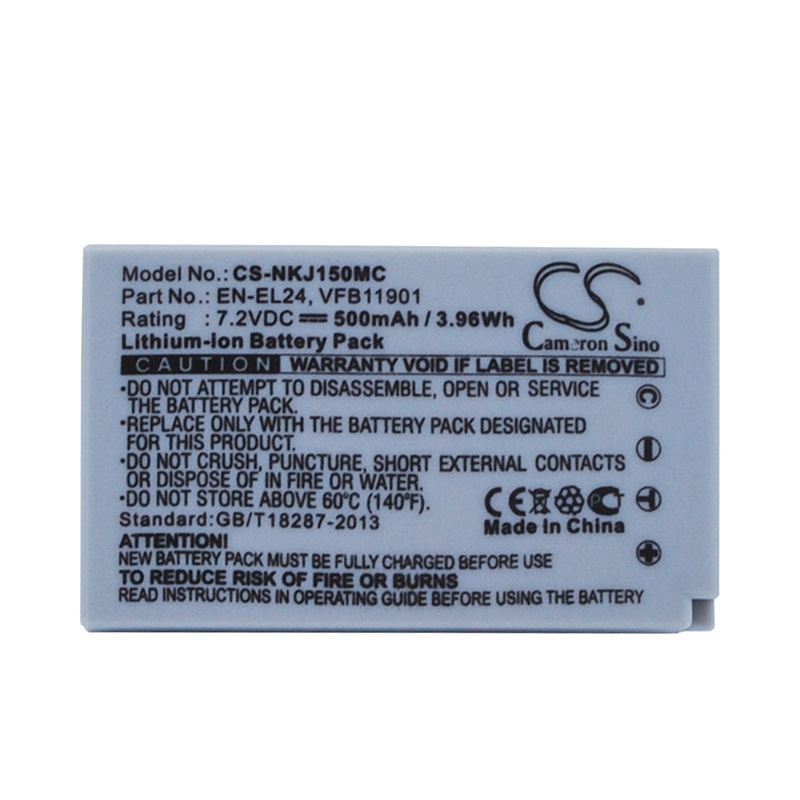 Model No.: CS-NKJ150MC
Part No.: EN-EL24, VFB11901
Rating : 7.2VDC 500mAh / 3.96Wh
Lithium-Ion Battery Pack
CS
Cameron Sino
CAUTION WARRANTY VOID IF LABEL IS REMOVED
•DO NOT ATTEMPT TO DISASSEMBLE, OPEN OR SERVICE
THE BATTERY PACK.
•REPLACE ONLY WITH THE BATTERY PACK DESIGNATED
FOR THIS PRODUCT.
•DO NOT CRUSH, PUNCTURE, SHORT EXTERNAL CONTACTS
OR DISPOSE OF IN FIRE.
•DO NOT STORE ABOVE 60°C (140°F).
Standard:GB/T18287-2013
C
CE
Made in China
ATTENTION!
NEW BATTERY PACK MUST BE FULLY CHARGED BEFORE USE
TO REDUCE RISK OF FIRE OR BURNS
READ INSTRUCTIONS IN OPERATING GUIDE BEFORE USING THE BATTERY